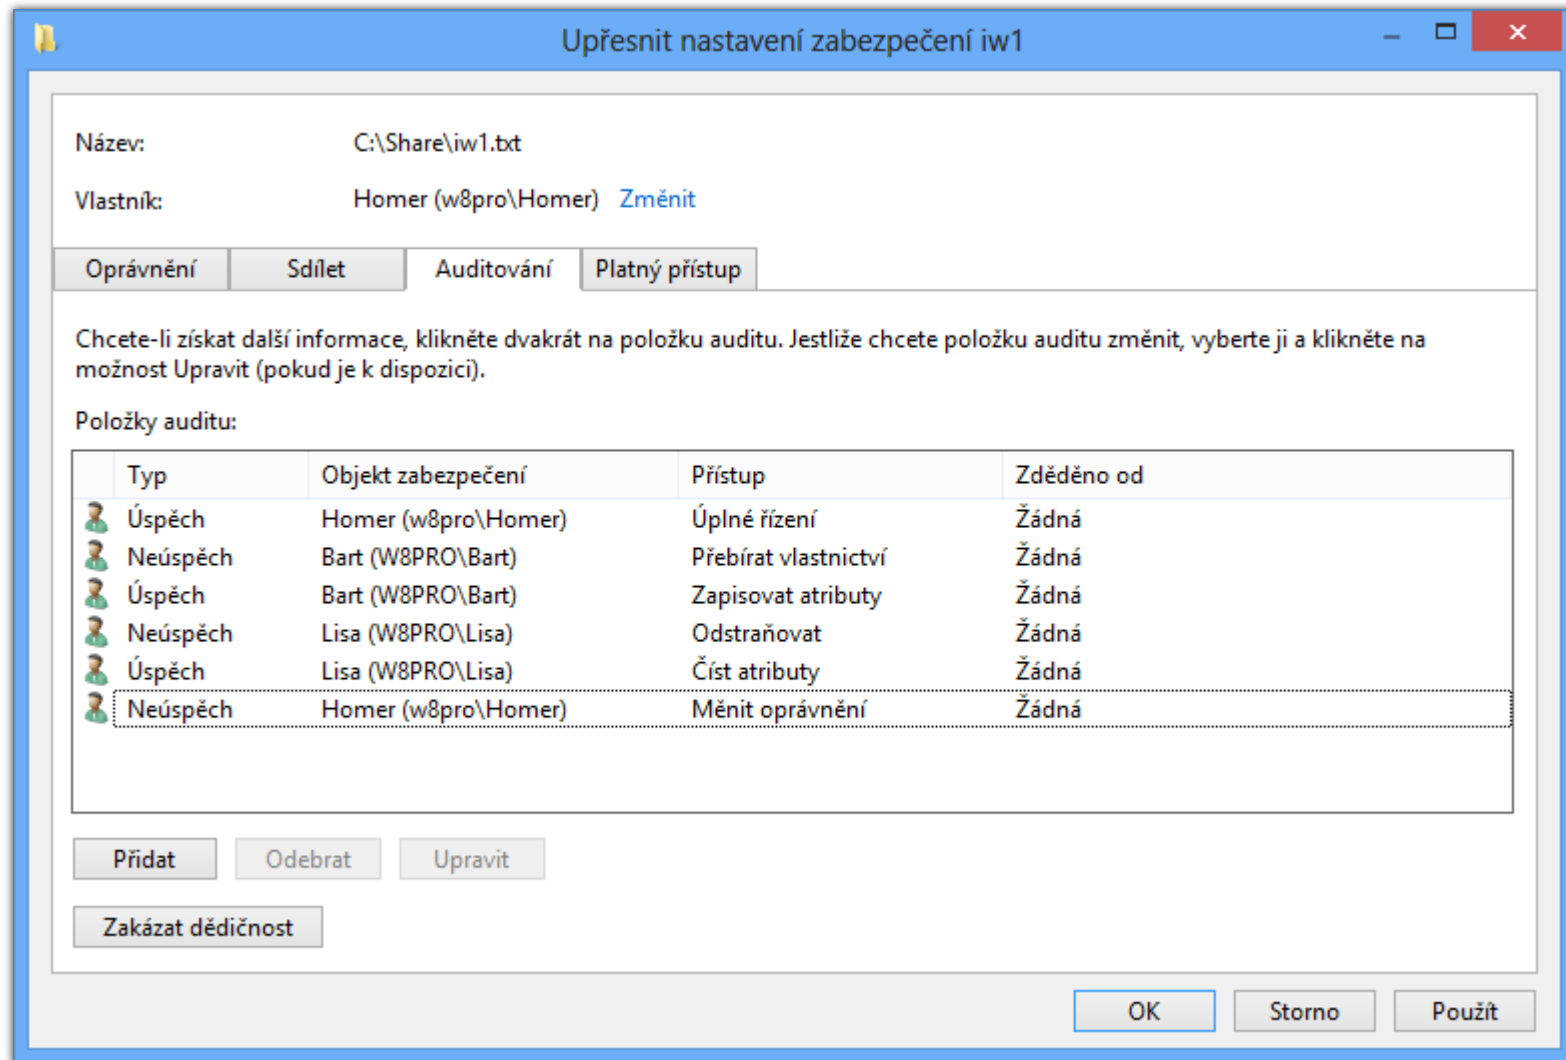 Upřesnit nastavení zabezpečení iw1
Název: C:\Share\iw1.txt
Vlastník: Homer (w8pro\Homer) Změnit
Oprávnění Sdílet Auditování Platný přístup
Chcete-li získat další informace, klikněte dvakrát na položku auditu. Jestliže chcete položku auditu změnit, vyberte ji a klikněte na
možnost Upravit (pokud je k dispozici).
Položky auditu:
Typ Objekt zabezpečení Přístup Zděděno od
Úspěch Homer (w8pro\Homer) Úplné řízení Žádná
Neúspěch Bart (W8PRO\Bart) Přebírat vlastnictví Žádná
Úspěch Bart (W8PRO\Bart) Zapisovat atributy Žádná
Neúspěch Lisa (W8PRO\Lisa) Odstraňovat Žádná
Úspěch Lisa (W8PRO\Lisa) Číst atributy Žádná
Neúspěch Homer (w8pro\Homer) Měnit oprávnění Žádná
Přidat Odebrat Upravit
Zakázat dědičnost
OK Storno Použít